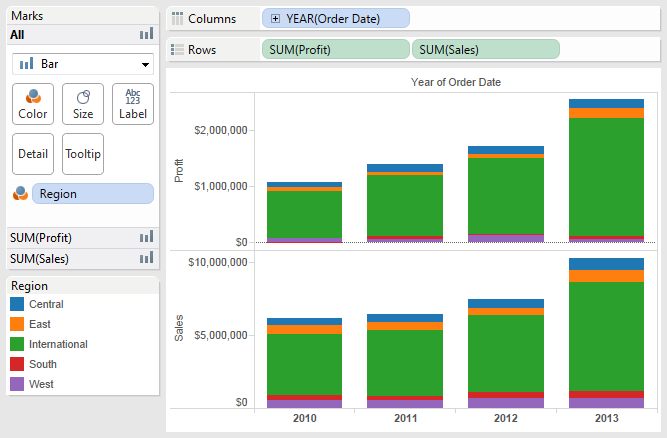 Marks
All
Bar
Color Size Abc 123 Label
Detail Tooltip
Region
SUM(Profit)
SUM(Sales)
Region
Central
East
International
South
West
Columns YEAR(Order Date)
Rows SUM(Profit) SUM(Sales)
Year of Order Date
Profit
$2,000,000
$1,000,000
$0
Sales
$10,000,000
$5,000,000
$0
2010 2011 2012 2013